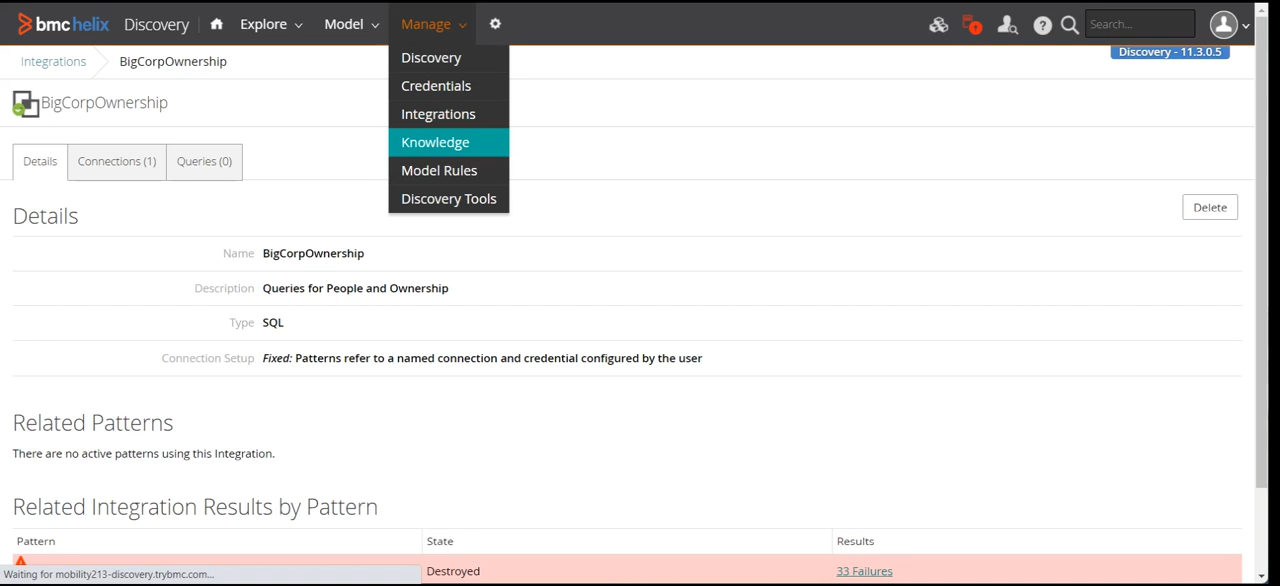 bmchelix Discovery Explore Model Manage Search...
Discovery
Credentials
Integrations
Knowledge
Model Rules
Discovery Tools
Integrations BigCorpOwnership
Discovery - 11.3.0.5
BigCorpOwnership
Details Connections (1) Queries (0)
Details
Delete
Name BigCorpOwnership
Description Queries for People and Ownership
Type SQL
Connection Setup Fixed: Patterns refer to a named connection and credential configured by the user
Related Patterns
There are no active patterns using this Integration.
Related Integration Results by Pattern
Pattern State Results
Destroyed 33 Failures
Waiting for mobility213-discovery.trybmc.com...